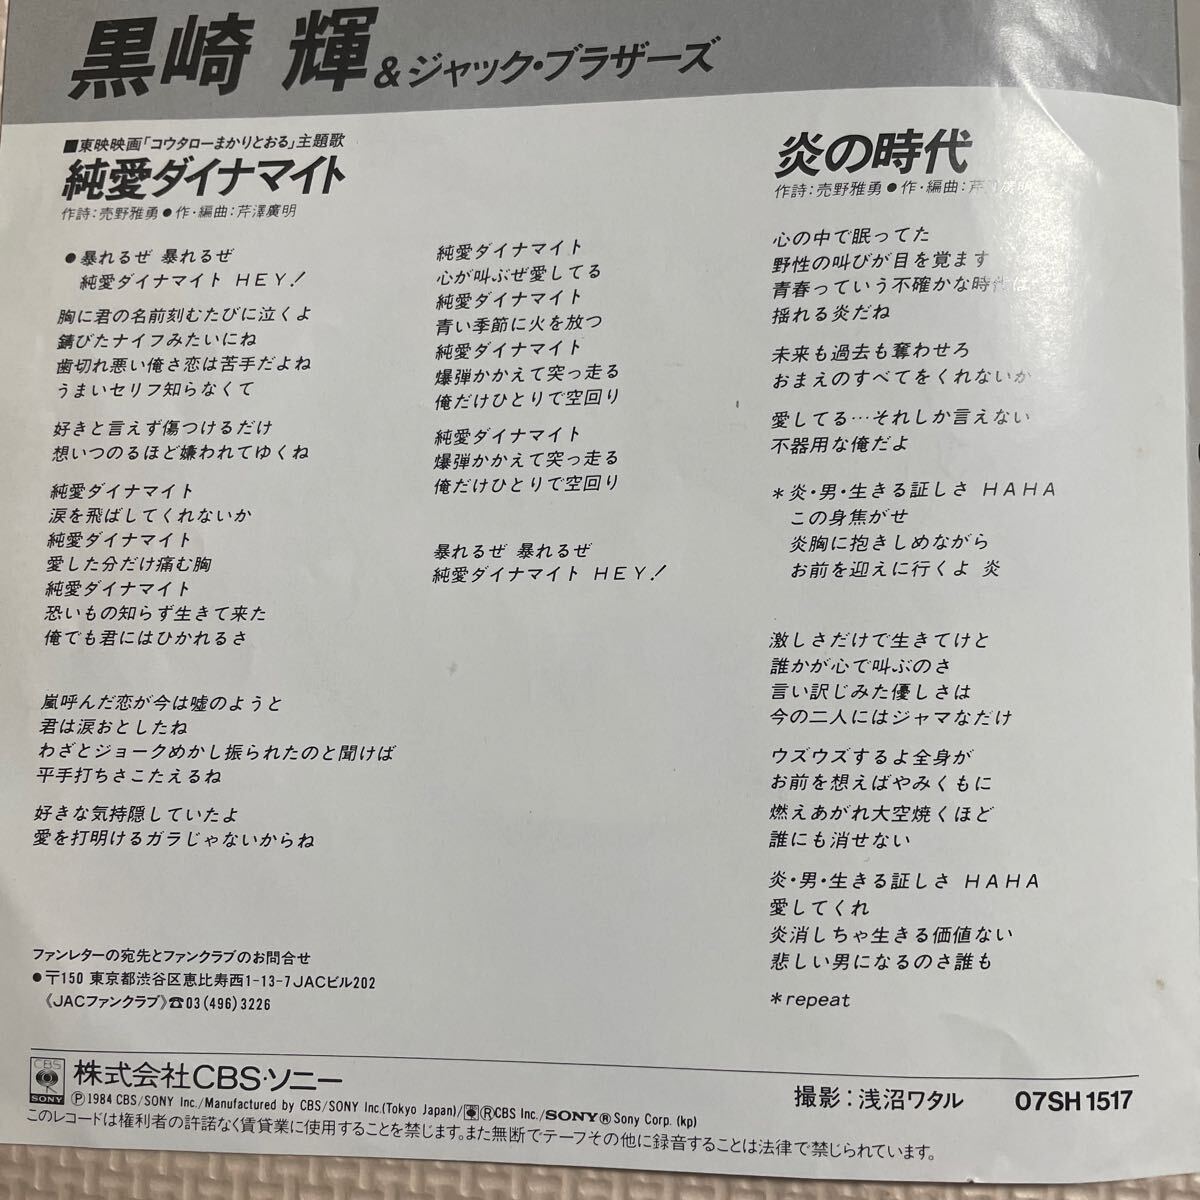 黒崎 輝&ジャック・ブラザーズ
■東映映画「コウタローまかりとおる」主題歌
純愛ダイナマイト
作詩:売野雅勇●作・編曲:芹澤廣明
●暴れるぜ 暴れるぜ
純愛ダイナマイト HEY!
胸に君の名前刻むたびに泣くよ
錆びたナイフみたいにね
歯切れ悪い俺さ恋は苦手だよね
うまいセリフ知らなくて
好きと言えず傷つけるだけ
想いつのるほど嫌われてゆくね
純愛ダイナマイト
涙を飛ばしてくれないか
純愛ダイナマイト
愛した分だけ痛む胸
純愛ダイナマイト
恐いもの知らず生きて来た
俺でも君にはひかれるさ
嵐呼んだ恋が今は嘘のようと
君は涙おとしたね
わざとジョークめかし振られたのと聞けば
平手打ちさこたえるね
好きな気持隠していたよ
愛を打明けるガラじゃないからね
純愛ダイナマイト
心が叫ぶぜ愛してる
純愛ダイナマイト
青い季節に火を放つ
純愛ダイナマイト
爆弾かかえて突っ走る
俺だけひとりで空回り
純愛ダイナマイト
爆弾かかえて突っ走る
俺だけひとりで空回り
暴れるぜ 暴れるぜ
純愛ダイナマイト HEY!
炎の時代
作詩:売野雅勇●作・編曲:芹澤廣明
心の中で眠ってた
野性の叫びが目を覚ます
青春っていう不確かな時代は
揺れる炎だね
未来も過去も奪わせろ
おまえのすべてをくれないか
愛してる…それしか言えない
不器用な俺だよ
*炎・男・生きる証しさ HAHA
この身焦がせ
炎胸に抱きしめながら
お前を迎えに行くよ 炎
激しさだけで生きてけと
誰かが心で叫ぶのさ
言い訳じみた優しさは
今の二人にはジャマなだけ
ウズウズするよ全身が
お前を想えばやみくもに
燃えあがれ大空焼くほど
誰にも消せない
炎・男・生きる証しさ HAHA
愛してくれ
炎消しちゃ生きる価値ない
悲しい男になるのさ誰も
*repeat
ファンレターの宛先とファンクラブのお問合せ
●〒150 東京都渋谷区恵比寿西1-13-7 JACビル202
《JACファンクラブ》☎03(496)3226
CBS SONY 株式会社CBS・ソニー
撮影:浅沼ワタル 07SH 1517
Ⓟ1984 CBS/SONY Inc./Manufactured by CBS/SONY Inc.(Tokyo Japan)/®CBS Inc./SONY®Sony Corp. (kp)
このレコードは権利者の許諾なく賃貸業に使用することを禁じます。また無断でテープその他に録音することは法律で禁じられています。